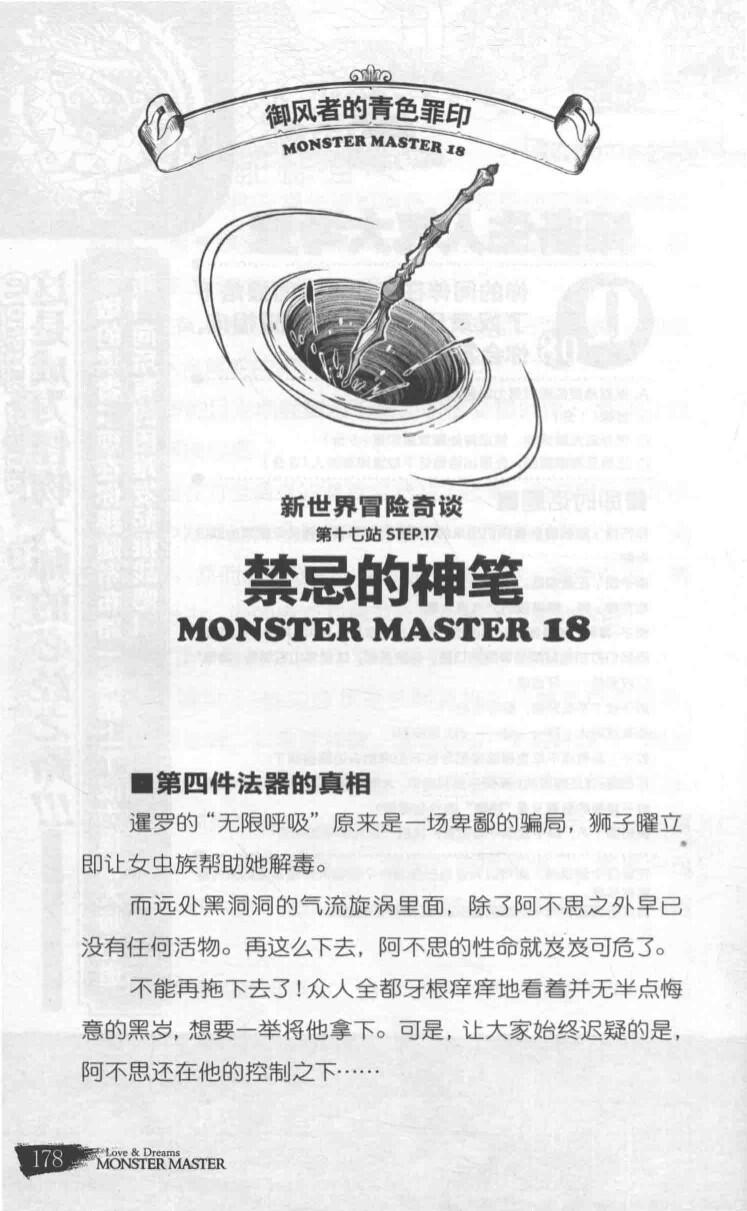 御风者的青色罪印
MONSTER MASTER 18
新世界冒险奇谈
第十七站 STEP.17
禁忌的神笔
MONSTER MASTER 18
■第四件法器的真相
暹罗的“无限呼吸”原来是一场卑鄙的骗局，狮子曜立
即让女虫族帮助她解毒。
而远处黑洞洞的气流旋涡里面，除了阿不思之外早已
没有任何活物。再这么下去，阿不思的性命就岌岌可危了。
不能再拖下去了！众人全都牙根痒痒地看着并无半点悔
意的黑岁，想要一举将他拿下。可是，让大家始终迟疑的是，
阿不思还在他的控制之下……
178
Love & Dreams
MONSTER MASTER